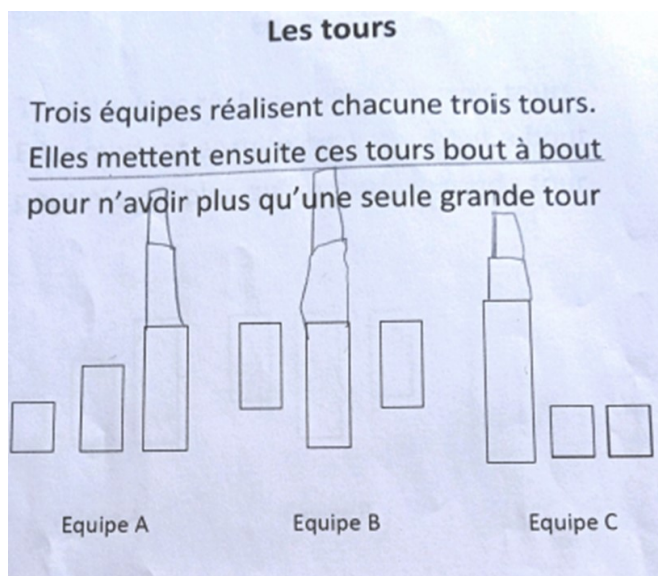 Les tours
Trois équipes réalisent chacune trois tours.
Elles mettent ensuite ces tours bout à bout
pour n'avoir plus qu'une seule grande tour
Equipe A
Equipe B
Equipe C